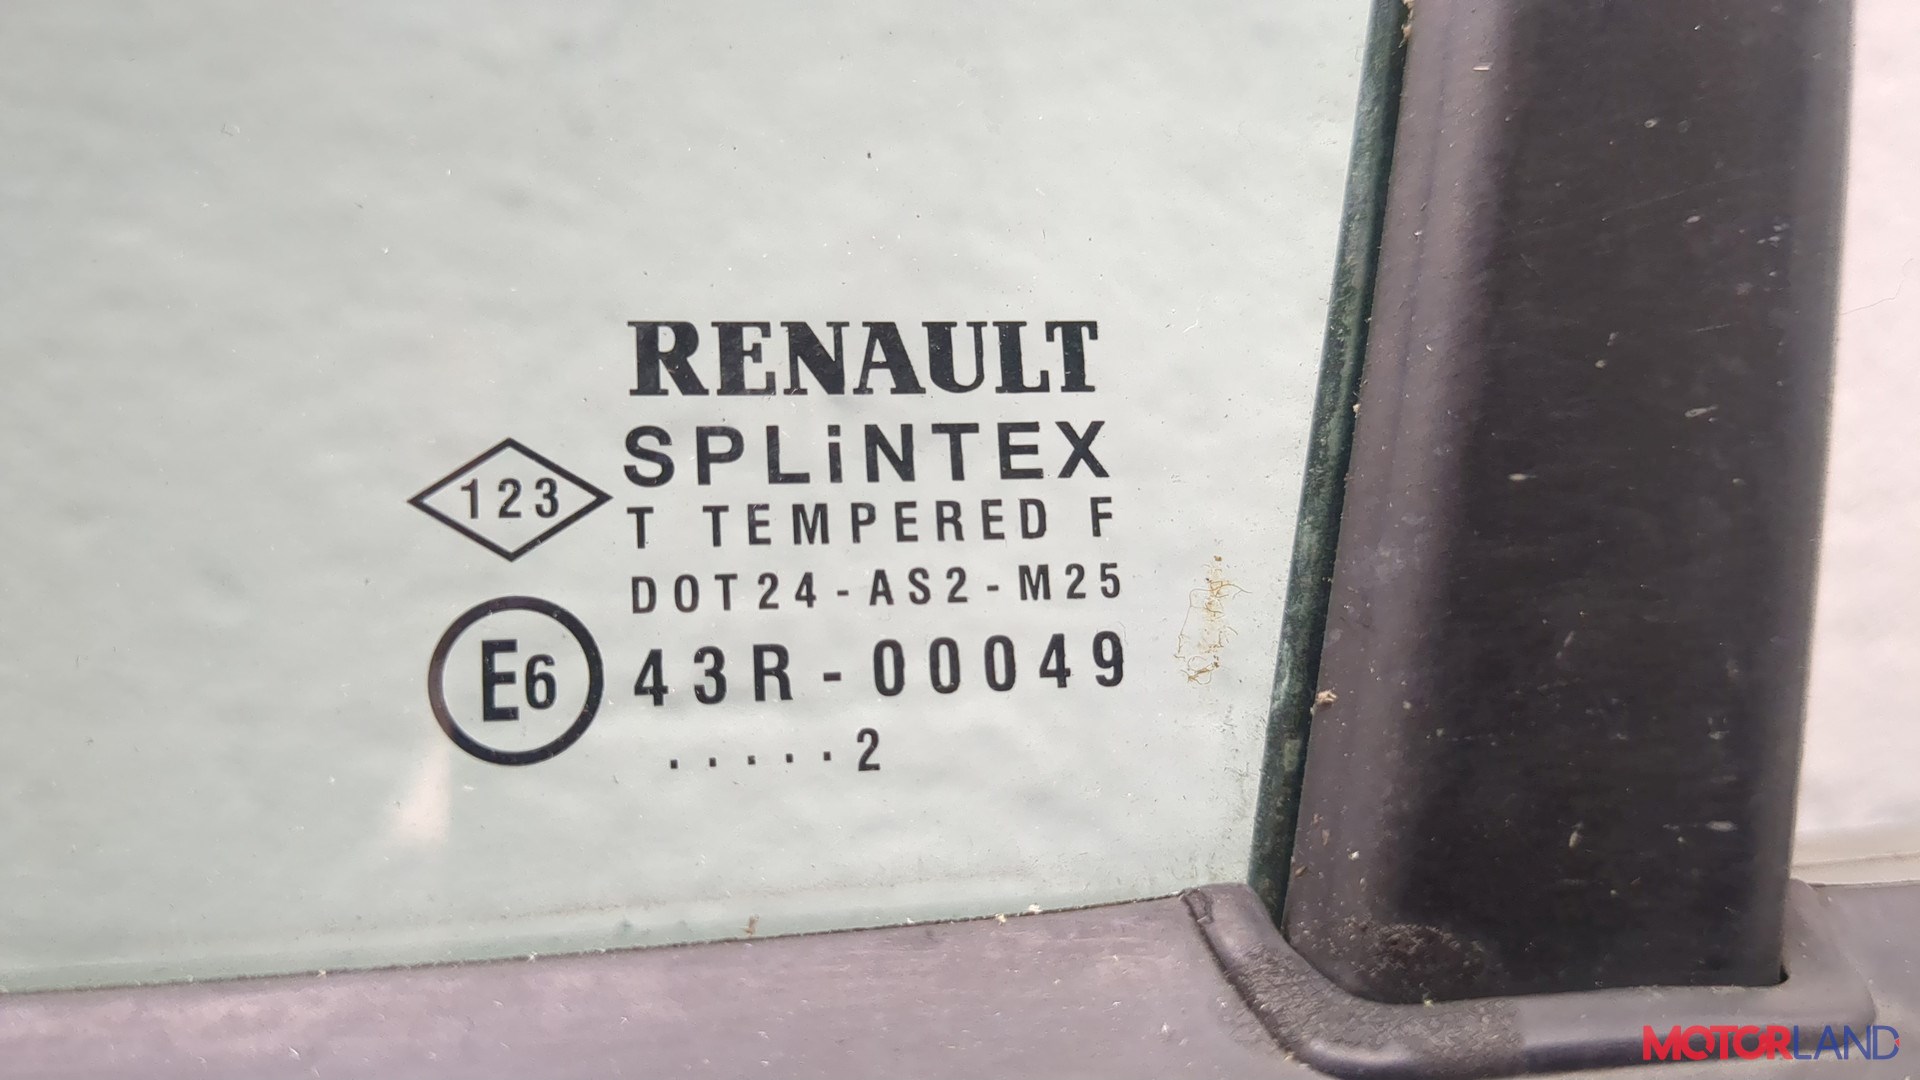 RENAULT
SPLiNTEX
123
T TEMPERED F
DOT24-AS2-M25
E6
43R-00049
.....2
MOTORLAND